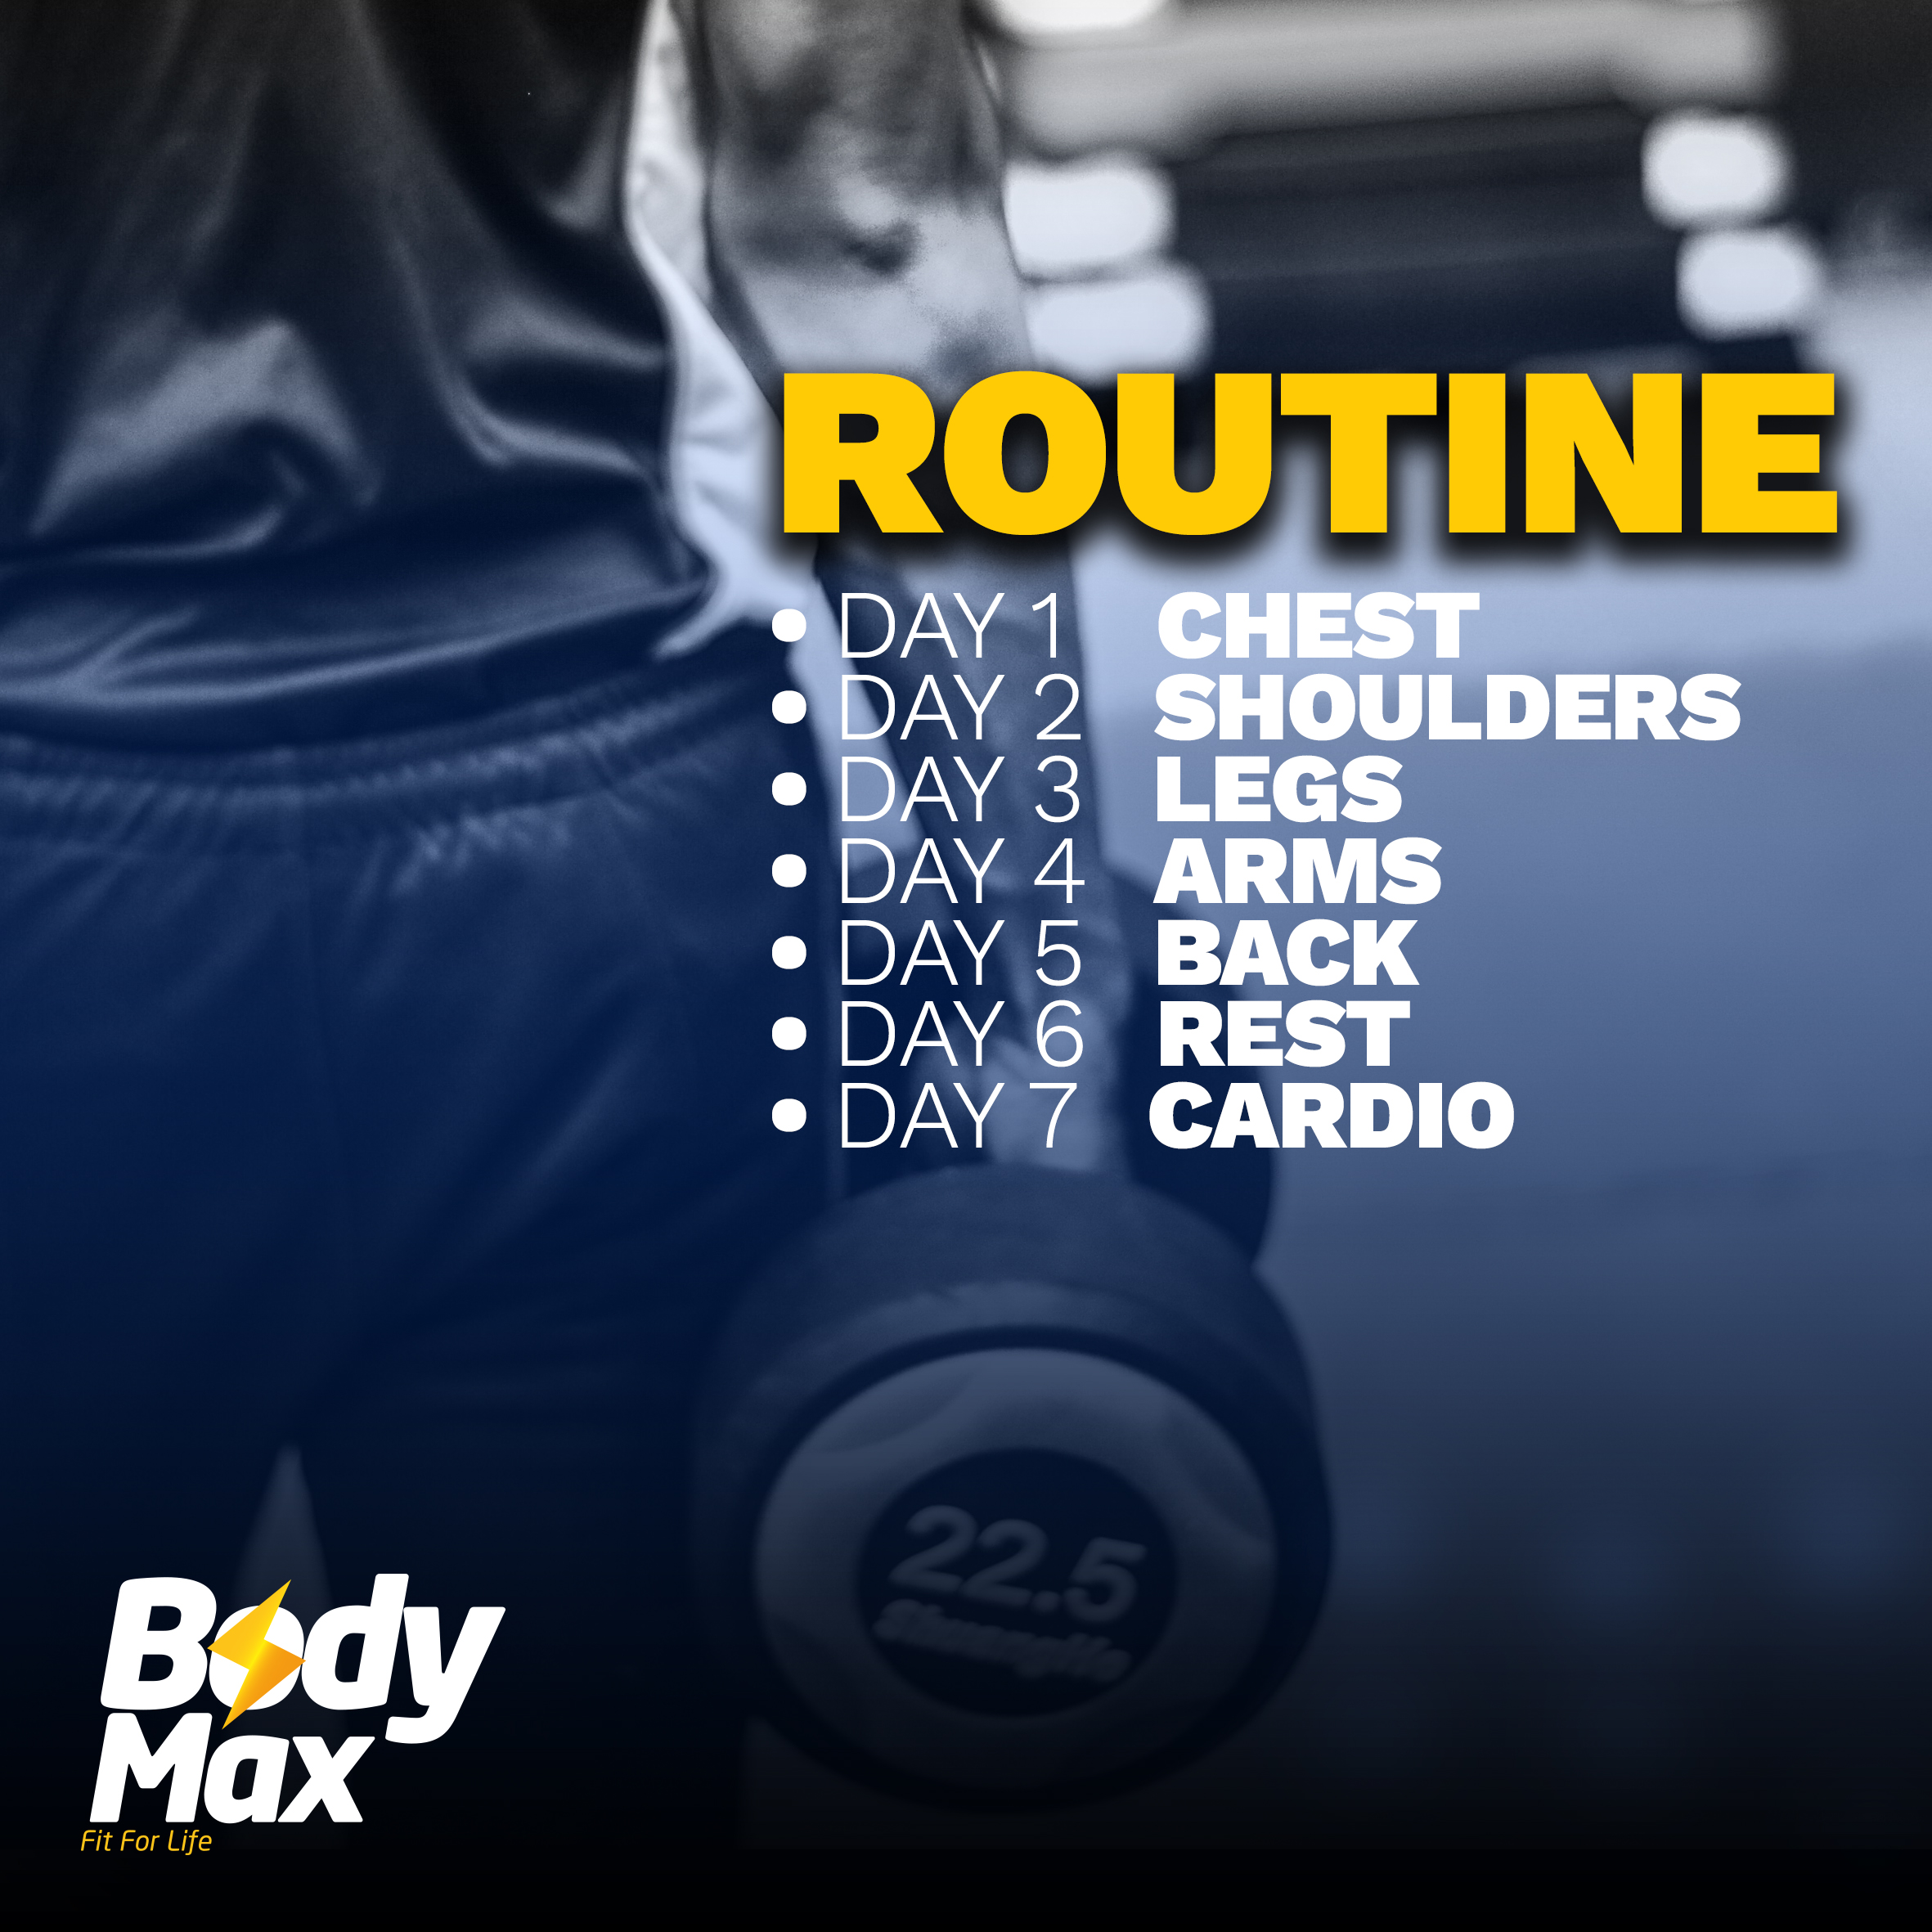 ROUTINE
• DAY 1 CHEST
• DAY 2 SHOULDERS
• DAY 3 LEGS
• DAY 4 ARMS
• DAY 5 BACK
• DAY 6 REST
• DAY 7 CARDIO
22.5
Body
Max
Fit For Life